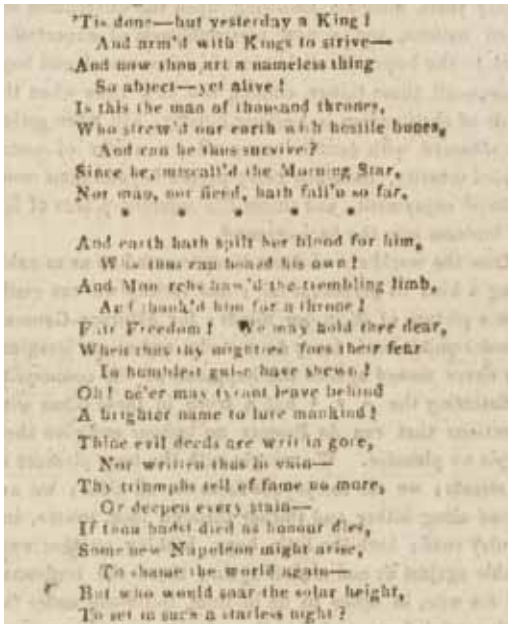 'Tis done—but yesterday a King!
And arm'd with Kings to strive—
And now thou art a nameless thing
So abject—yet alive!
Is this the man of thousand thrones,
Who strew'd our earth with hostile bones,
And can he thus survive?
Since he, miscall'd the Morning Star,
Nor man, nor fiend, hath fall'n so far.
* * * * *
And earth hath spilt her blood for him,
Who thus can hoard his own!
And Monarchs bow'd the trembling limb,
And thank'd him for a throne!
Fair Freedom! We may hold thee dear,
When thus thy mightiest foes their fear
In humblest guise have shewn!
Oh! ne'er may tyrant leave behind
A brighter name to lure mankind!
Thine evil deeds are writ in gore,
Nor written thus in vain—
Thy triumphs tell of fame no more,
Or deepen every stain—
If thou hadst died as honour dies,
Some new Napoleon might arise,
To shame the world again—
But who would soar the solar height,
To set in such a starless night?